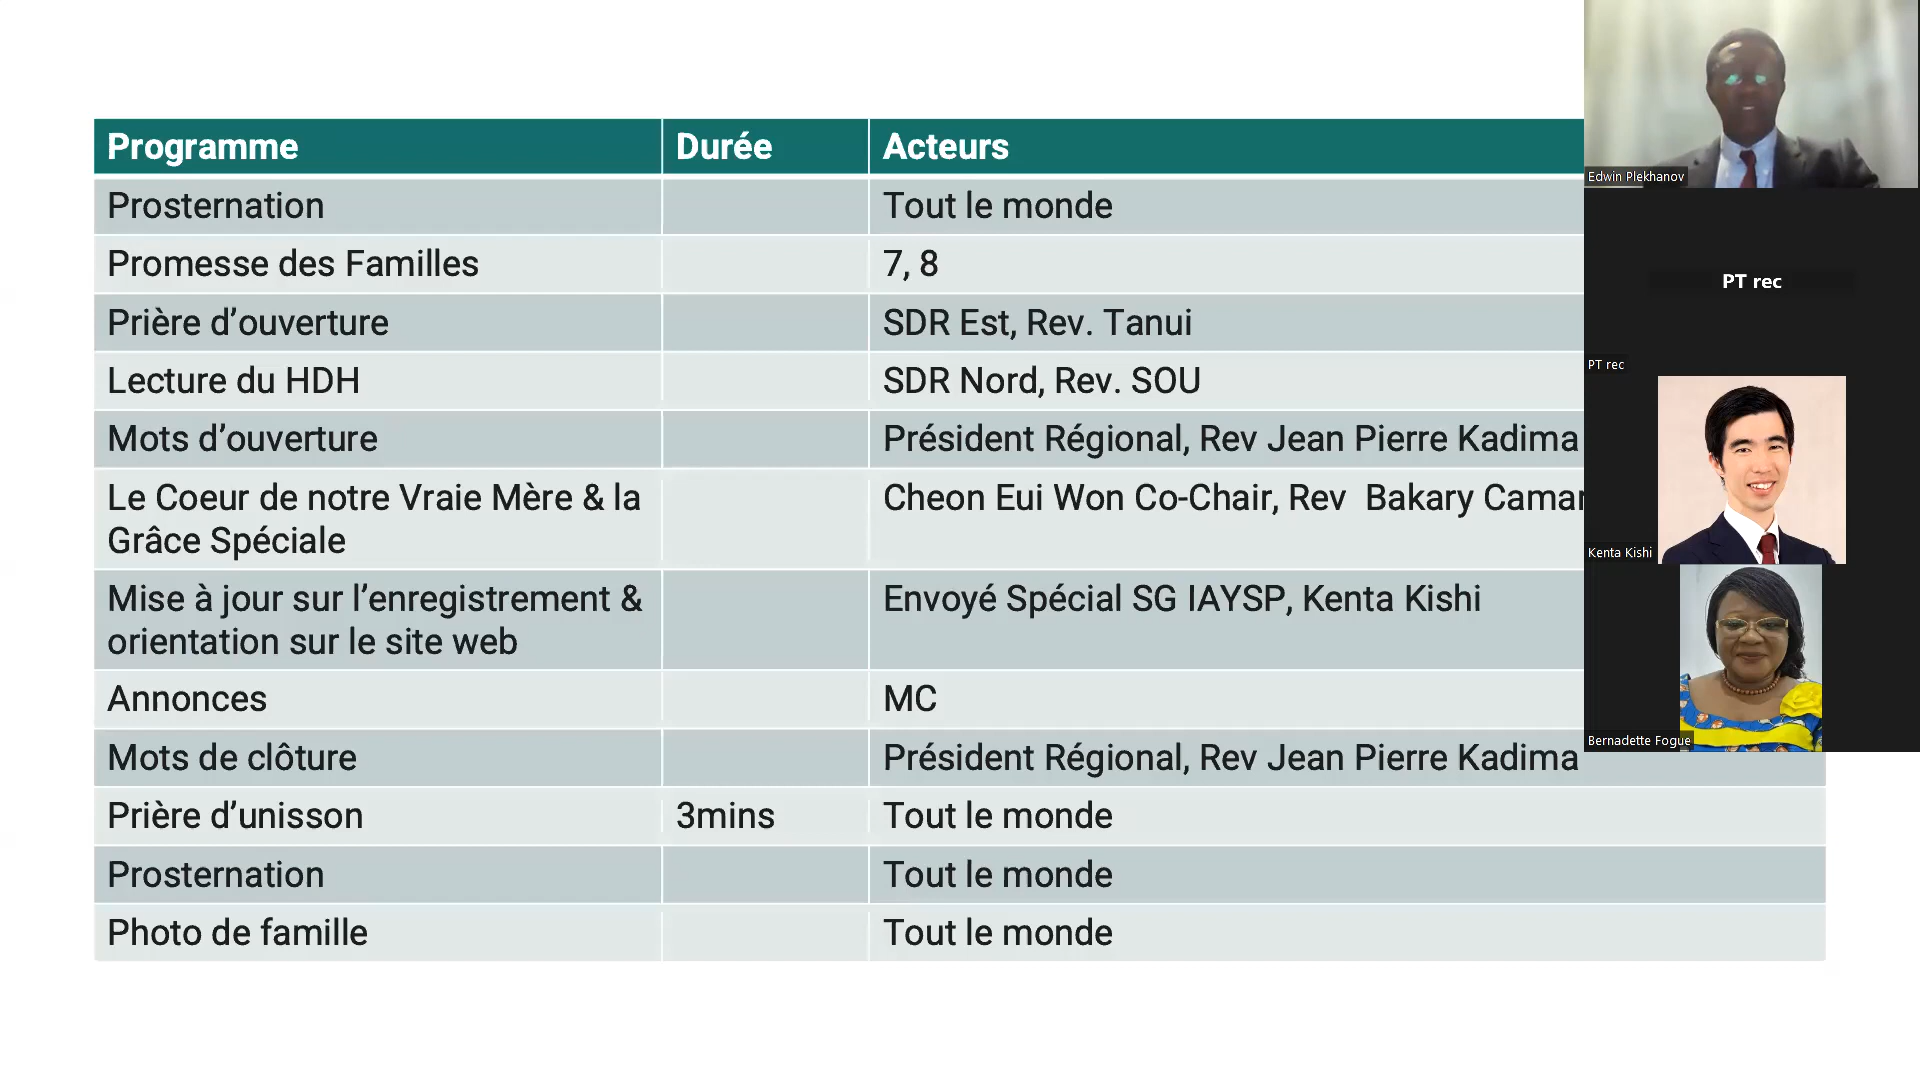 Programme Durée Acteurs
Prosternation Tout le monde
Promesse des Familles 7, 8
Prière d’ouverture SDR Est, Rev. Tanui
Lecture du HDH SDR Nord, Rev. SOU
Mots d’ouverture Président Régional, Rev Jean Pierre Kadima
Le Coeur de notre Vraie Mère & la Cheon Eui Won Co-Chair, Rev Bakary
Grâce Spéciale
Mise à jour sur l’enregistrement & Envoyé Spécial SG IAYSP, Kenta Kishi
orientation sur le site web
Annonces MC
Mots de clôture Président Régional, Rev Jean Pierre Kadima
Prière d’unisson 3mins Tout le monde
Prosternation Tout le monde
Photo de famille Tout le monde
Edwin Plekhanov
PT rec
PT rec
Kenta Kishi
Bernadette Fogue